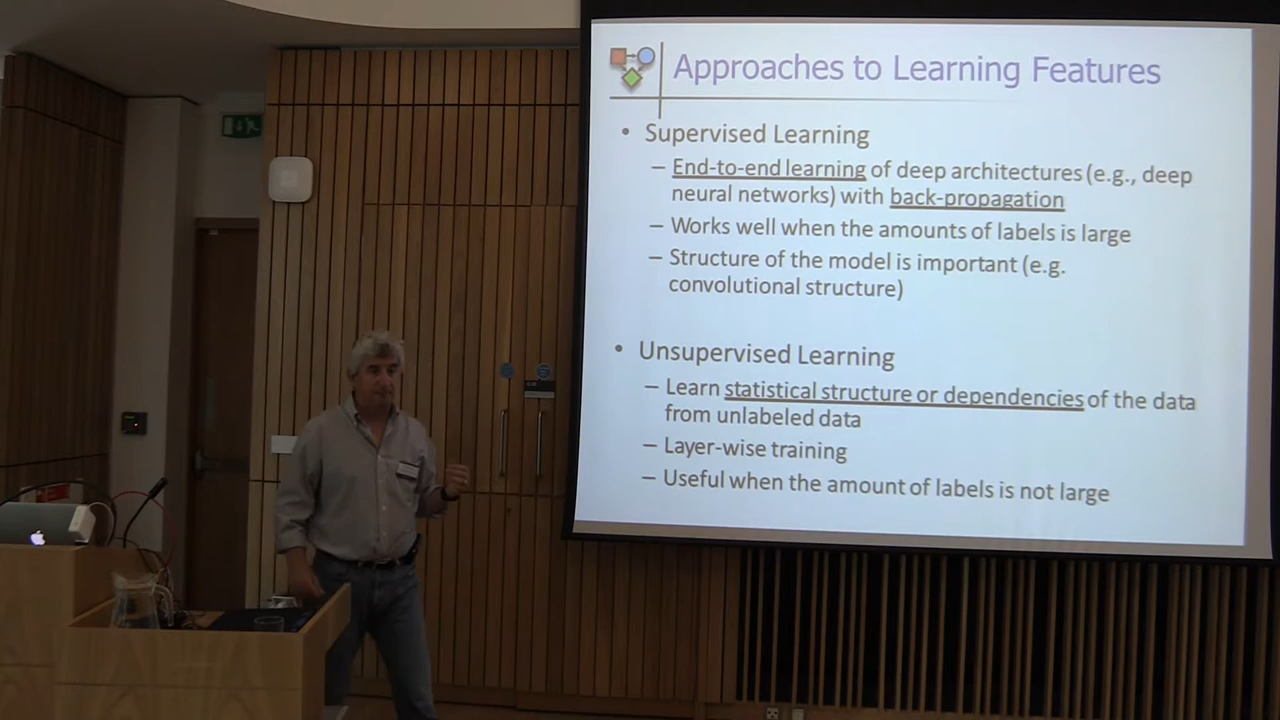 Approaches to Learning Features
• Supervised Learning
– End-to-end learning of deep architectures (e.g., deep
neural networks) with back-propagation
– Works well when the amounts of labels is large
– Structure of the model is important (e.g.
convolutional structure)
• Unsupervised Learning
– Learn statistical structure or dependencies of the data
from unlabeled data
– Layer-wise training
– Useful when the amount of labels is not large